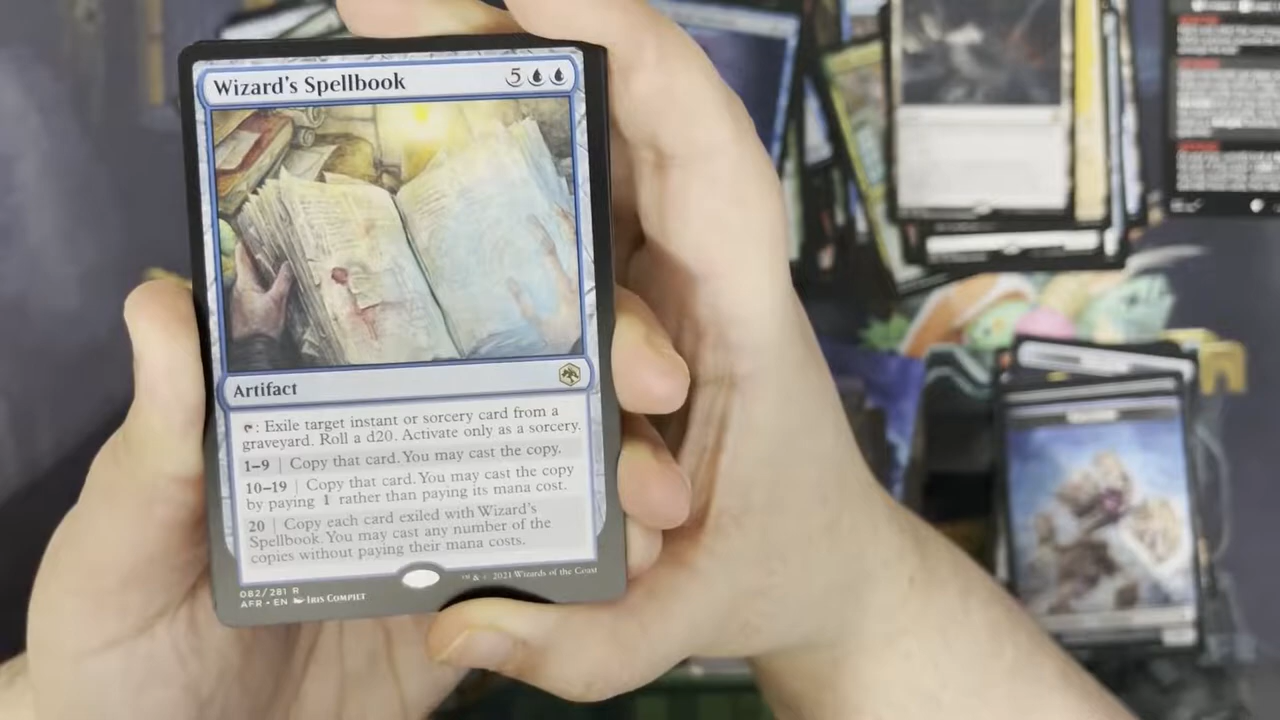 Wizard's Spellbook 5
Artifact
: Exile target instant or sorcery card from a
graveyard. Roll a d20. Activate only as a sorcery.
1–9 | Copy that card. You may cast the copy.
10–19 | Copy that card. You may cast the copy
by paying 1 rather than paying its mana cost.
20 | Copy each card exiled with Wizard's
Spellbook. You may cast any number of the
copies without paying their mana costs.
082/281 R
AFR • EN Iris Compiet
™ & © 2021 Wizards of the Coast